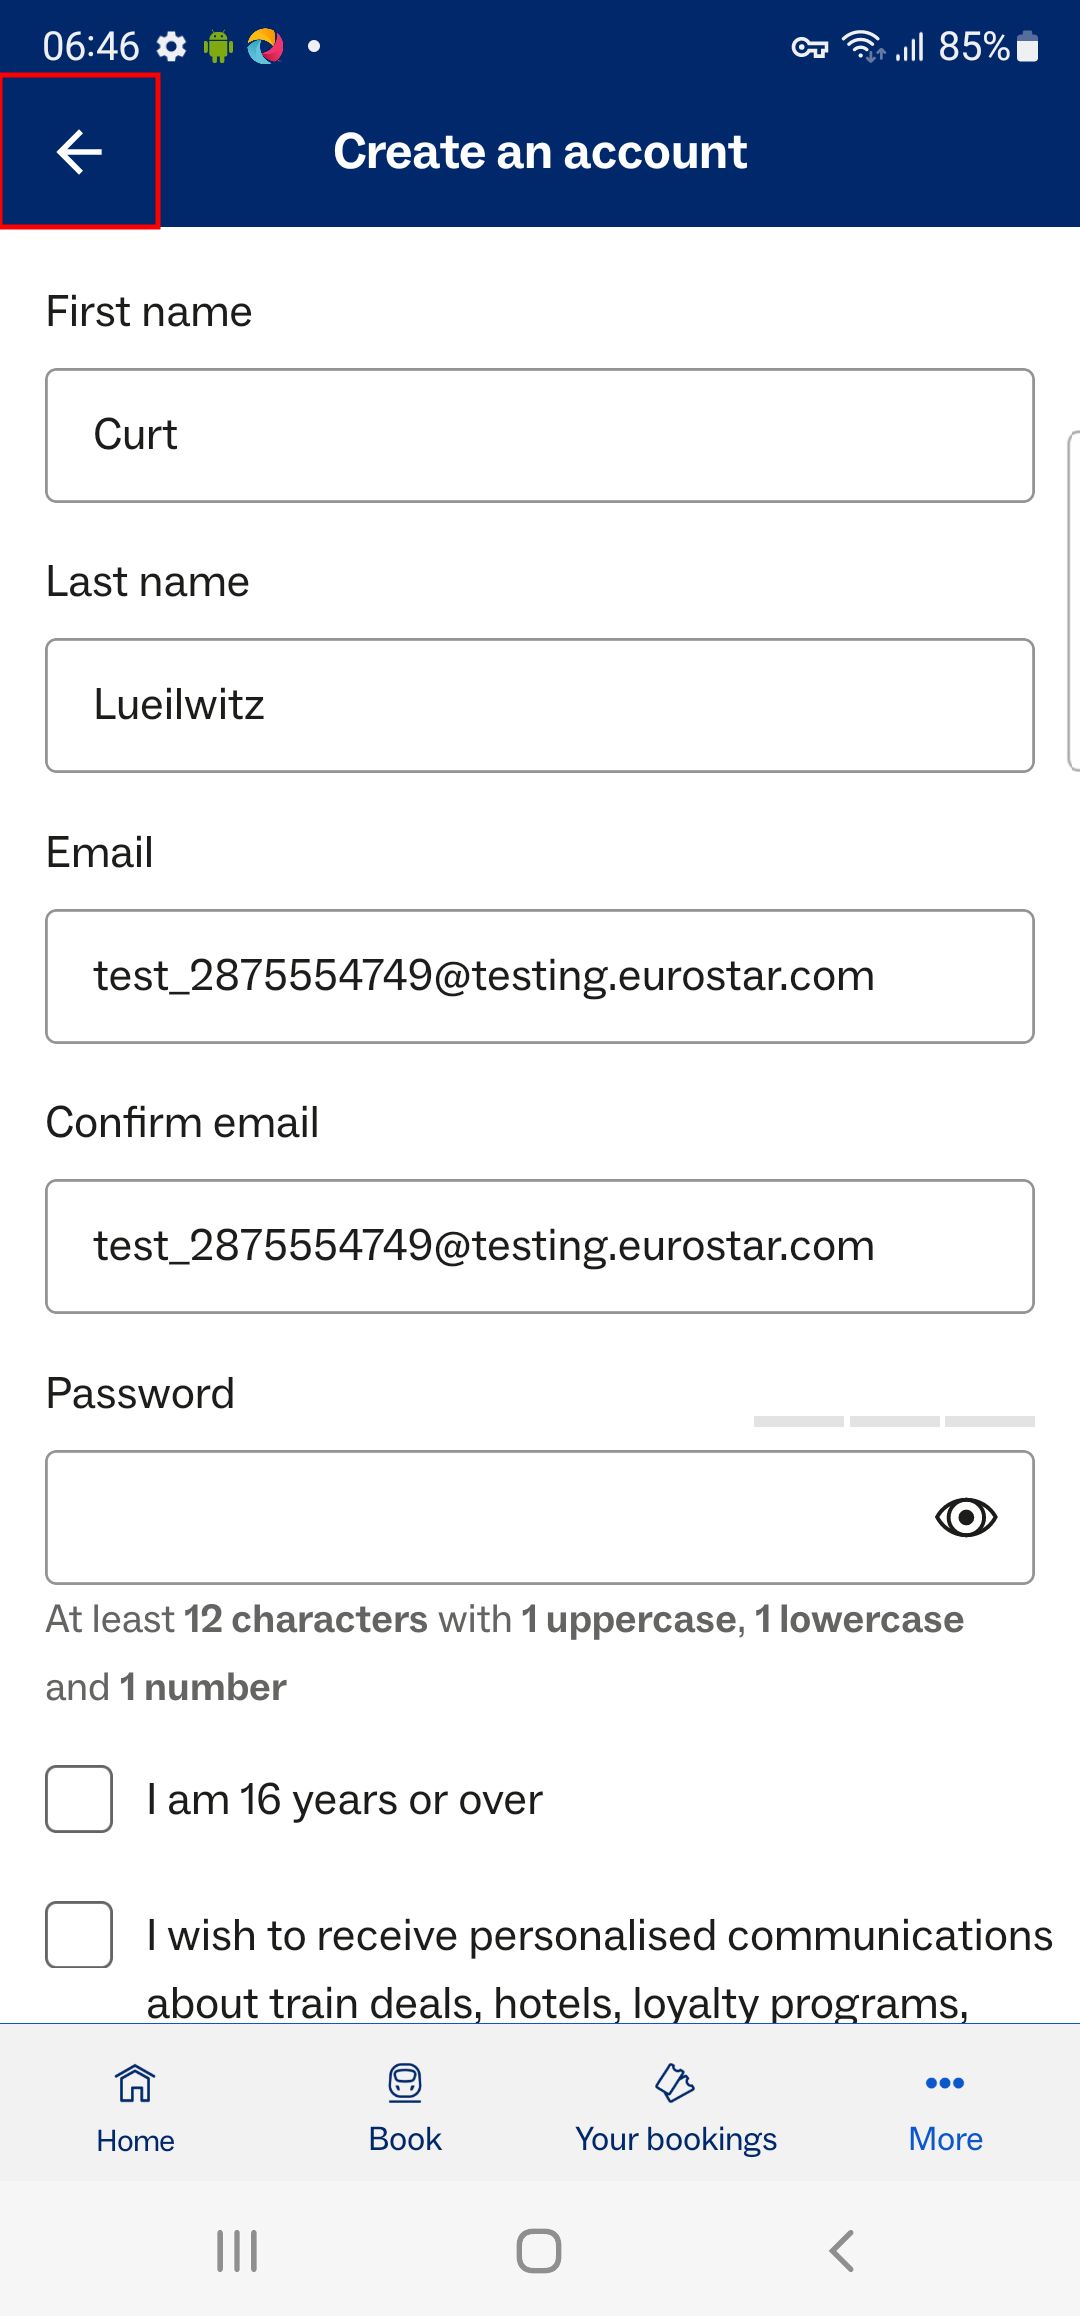 06:46
85%
Create an account
First name
Curt
Last name
Lueilwitz
Email
test_2875554749@testing.eurostar.com
Confirm email
test_2875554749@testing.eurostar.com
Password
At least 12 characters with 1 uppercase, 1 lowercase
and 1 number
I am 16 years or over
I wish to receive personalised communications
about train deals, hotels, loyalty programs,
Home
Book
Your bookings
More